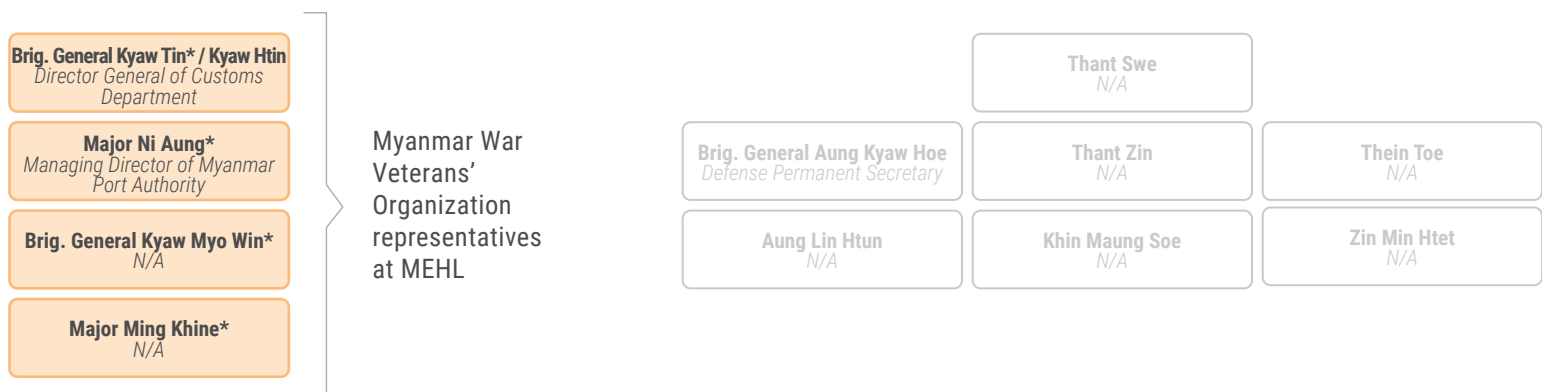 Brig. General Kyaw Tin* / Kyaw Htin
Director General of Customs
Department
Major Ni Aung*
Managing Director of Myanmar
Port Authority
Brig. General Kyaw Myo Win*
N/A
Major Ming Khine*
N/A
Myanmar War
Veterans’
Organization
representatives
at MEHL
Thant Swe
N/A
Brig. General Aung Kyaw Hoe
Defense Permanent Secretary
Thant Zin
N/A
Thein Toe
N/A
Aung Lin Htun
N/A
Khin Maung Soe
N/A
Zin Min Htet
N/A